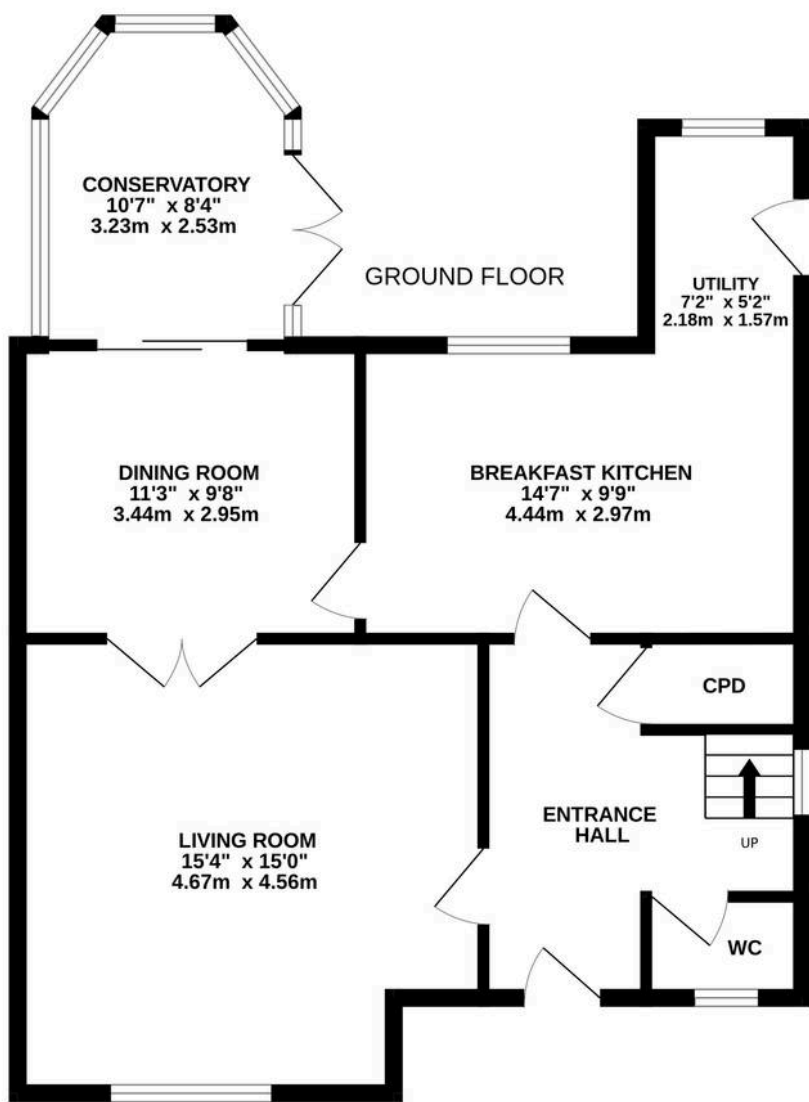 CONSERVATORY
10'7" x 8'4"
3.23m x 2.53m
GROUND FLOOR
UTILITY
7'2" x 5'2"
2.18m x 1.57m
DINING ROOM
11'3" x 9'8"
3.44m x 2.95m
BREAKFAST KITCHEN
14'7" x 9'9"
4.44m x 2.97m
CPD
LIVING ROOM
15'4" x 15'0"
4.67m x 4.56m
ENTRANCE
HALL
UP
WC